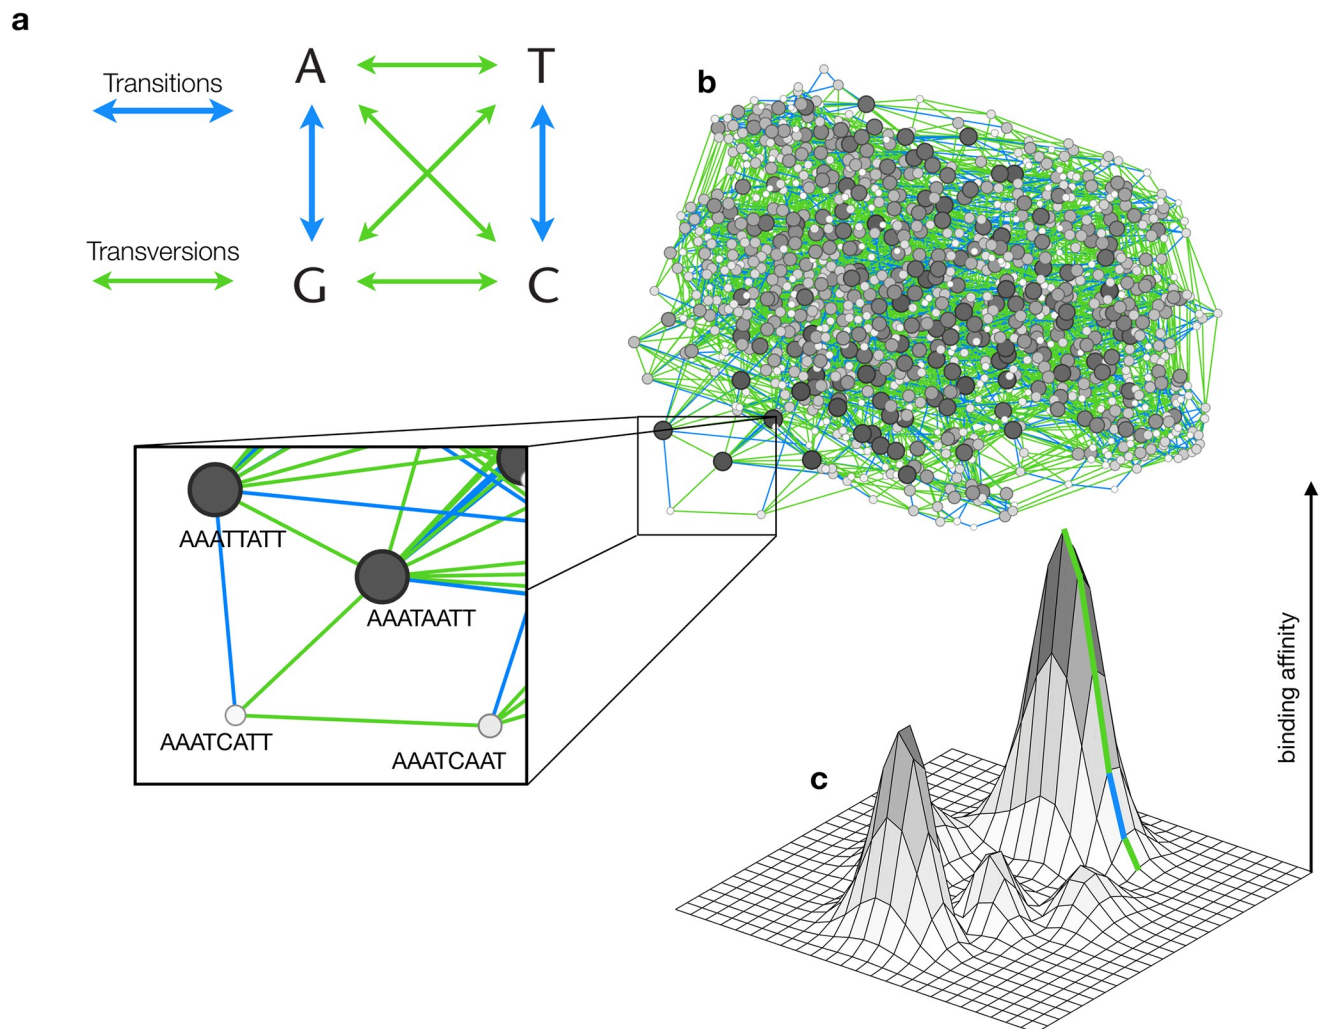 a
A
T
Transitions
b
Transversions
G
C
AAATTATT
AAATAATT
AAATCATT
AAATCAAT
c
binding affinity